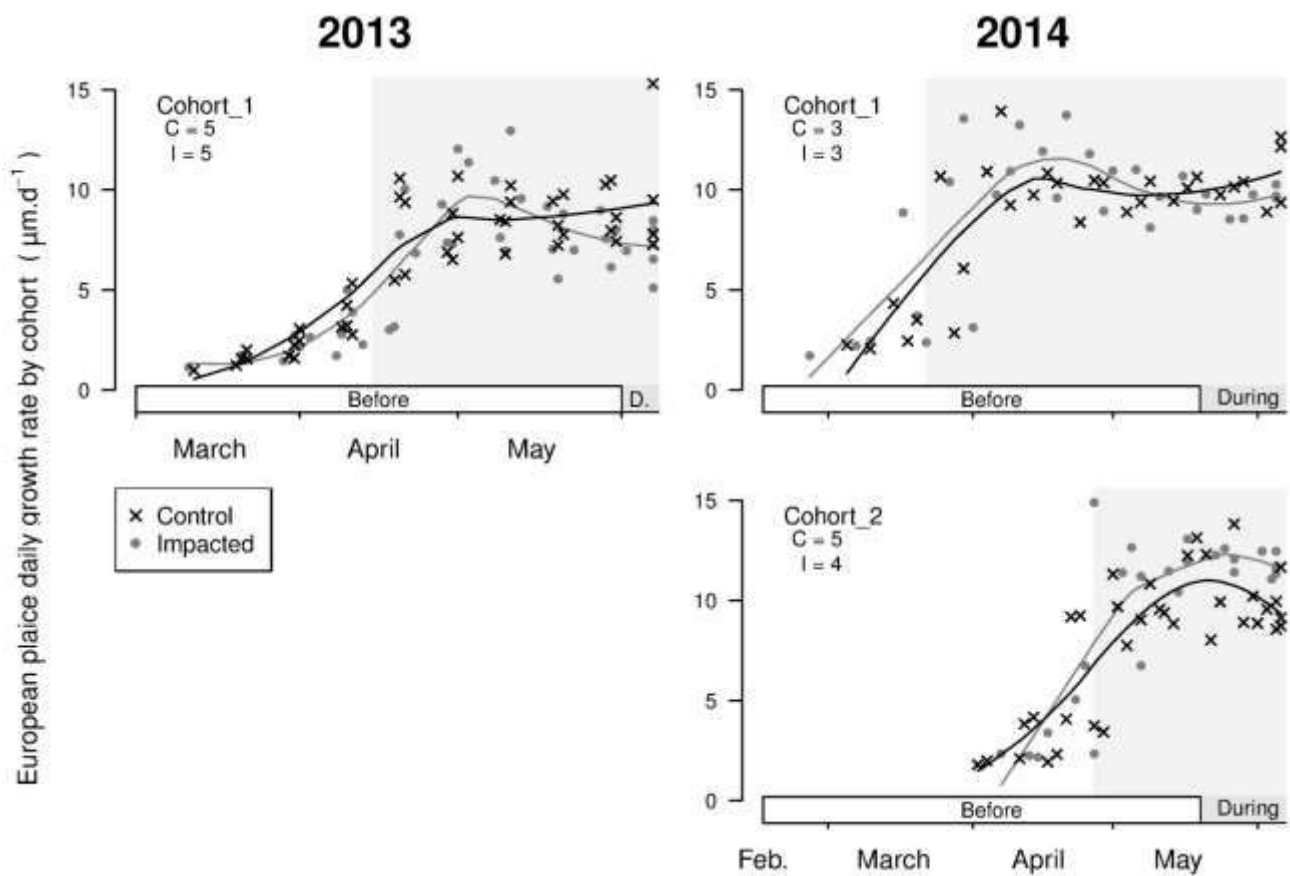 2013
2014
European plaice daily growth rate by cohort ( µm.d⁻¹ )
15
10
5
0
Cohort_1
C = 5
I = 5
Before
D.
March
April
May
Control
Impacted
15
10
5
0
Cohort_1
C = 3
I = 3
Before
During
15
10
5
0
Cohort_2
C = 5
I = 4
Before
During
Feb.
March
April
May